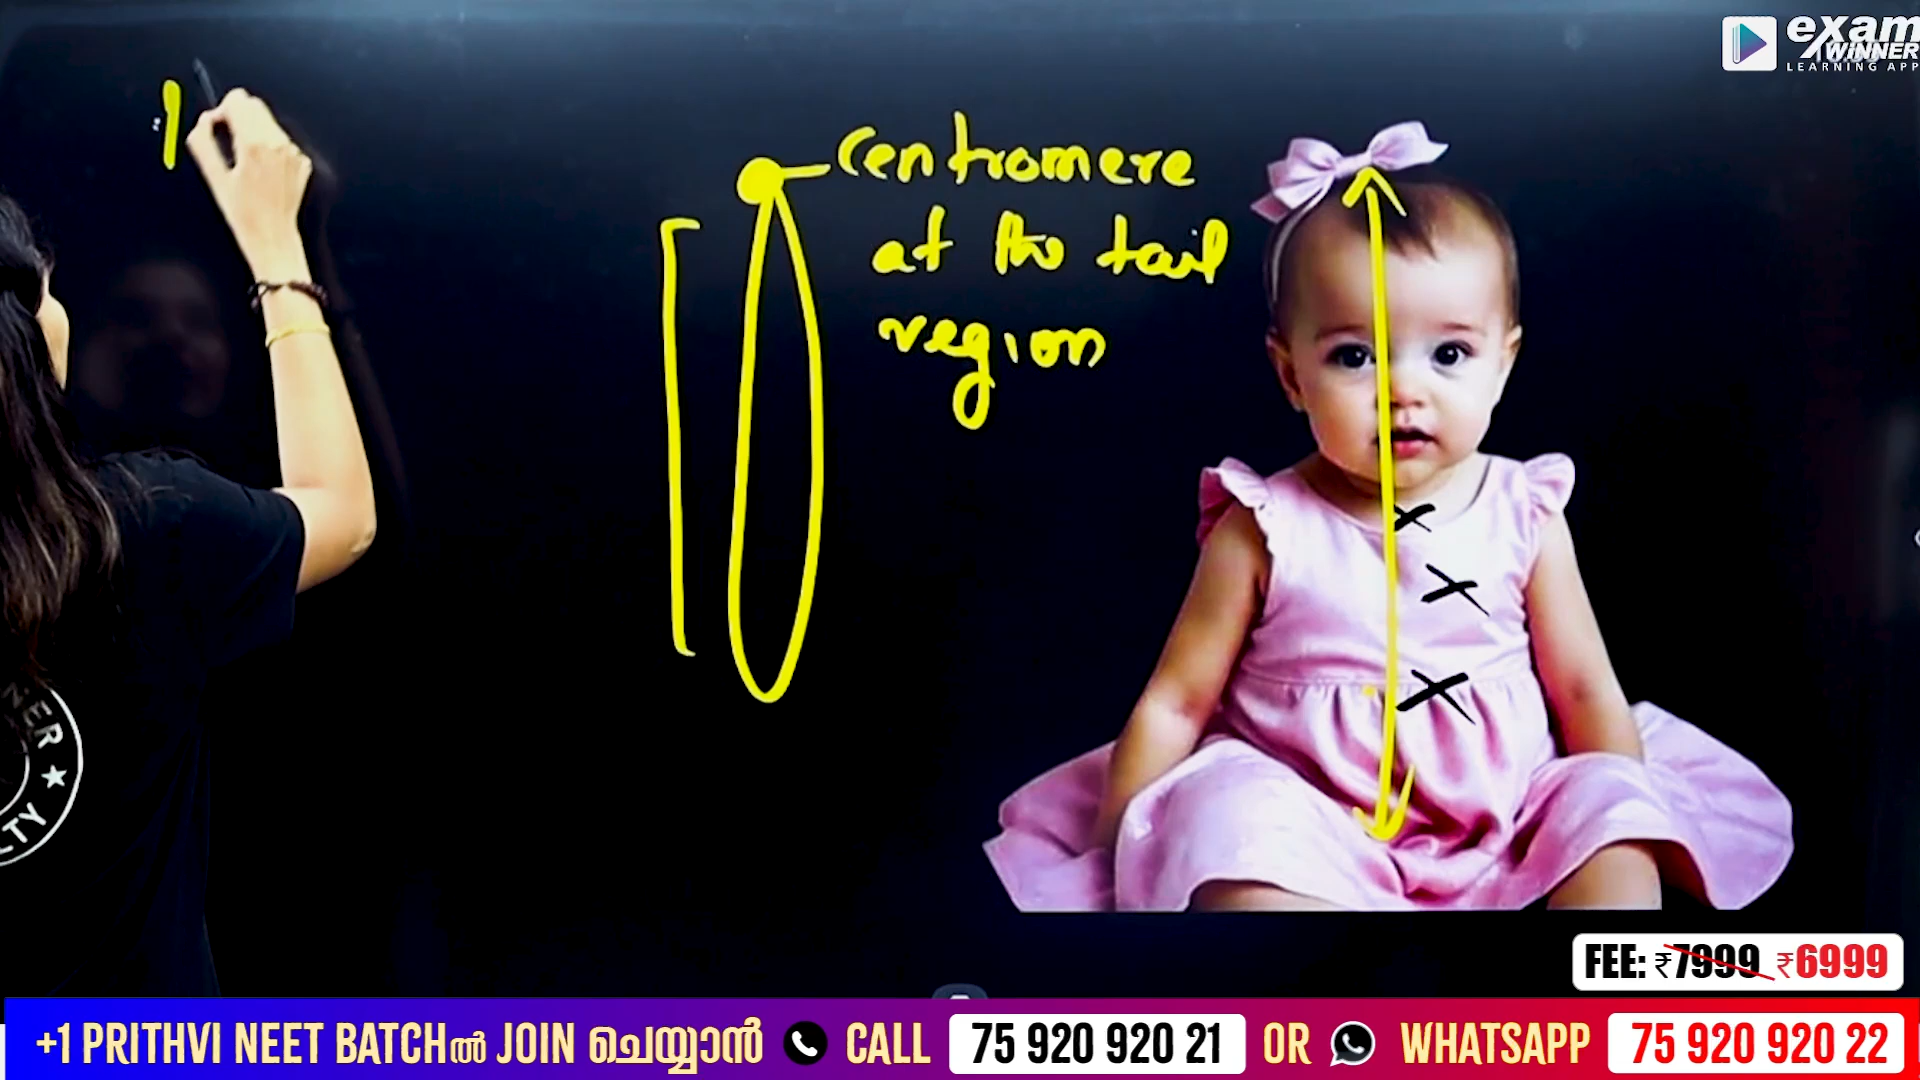 exam
WINNER
LEARNING APP
Centromere
at the tail
region
FEE: ₹7999 ₹6999
+1 PRITHVI NEET BATCHൽ JOIN ചെയ്യാൻ CALL 75 920 920 21 OR WHATSAPP 75 920 920 22